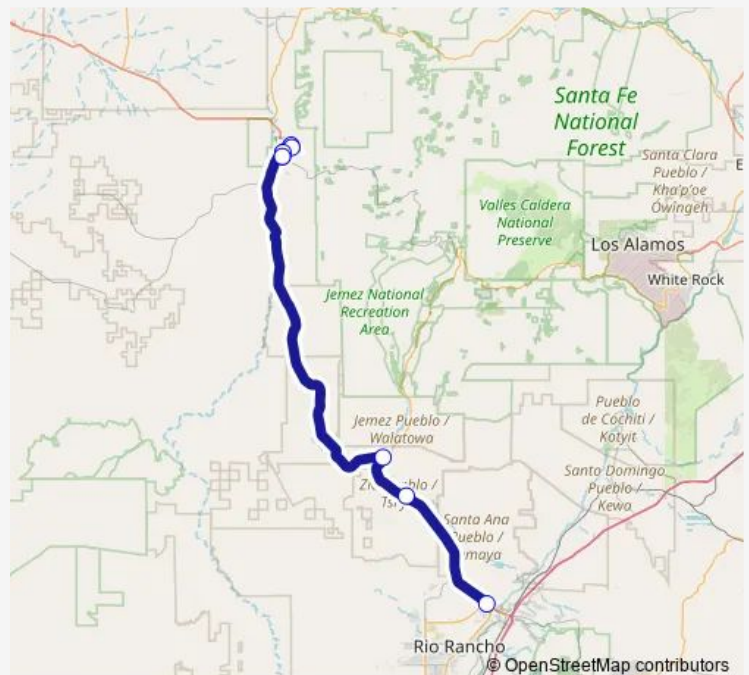 Santa Fe
National
Forest
Santa Clara
Pueblo /
Kha'p'oe
Ówîngeh
E
Valles Caldera
National
Preserve
Los Alamos
White Rock
Jemez National
Recreation
Area
Pueblo
de Cochiti /
Kotyit
Jemez Pueblo /
Walatowa
Santo Domingo
Pueblo /
Kewa
Santa Ana
Pueblo /
Rio Rancho
© OpenStreetMap contributors